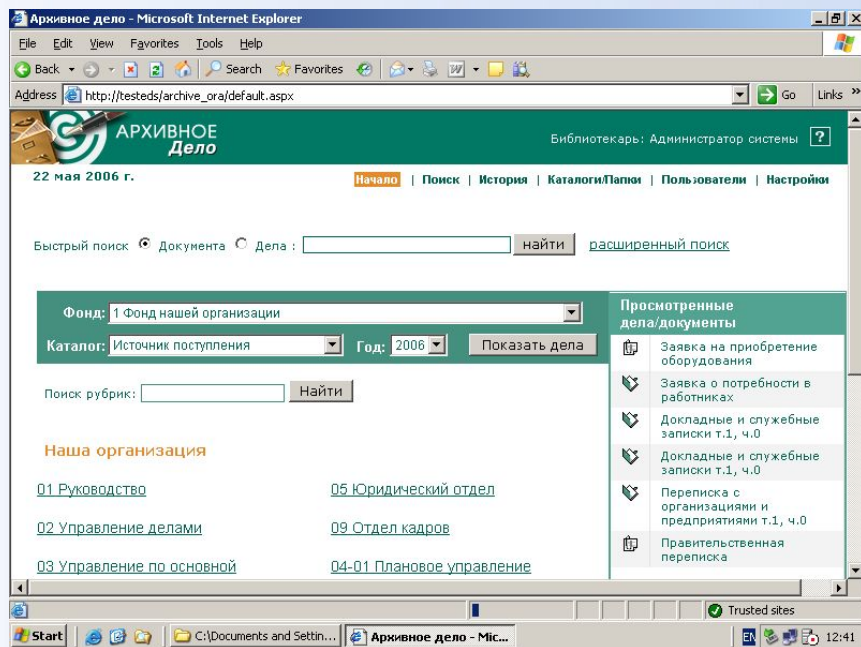 Архивное дело - Microsoft Internet Explorer
File Edit View Favorites Tools Help
Back Search Favorites
Address http://testeds/archive_ora/default.aspx Go Links »
АРХИВНОЕ
Дело
Библиотекарь: Администратор системы ?
22 мая 2006 г.
Начало | Поиск | История | Каталоги/Папки | Пользователи | Настройки
Быстрый поиск Документа Дела : найти расширенный поиск
Фонд: 1 Фонд нашей организации
Каталог: Источник поступления Год: 2006 Показать дела
Поиск рубрик: Найти
Наша организация
01 Руководство 05 Юридический отдел
02 Управление делами 09 Отдел кадров
03 Управление по основной 04-01 Плановое управление
Просмотренные
дела/документы
Заявка на приобретение
оборудования
Заявка о потребности в
работниках
Докладные и служебные
записки т.1, ч.0
Докладные и служебные
записки т.1, ч.0
Переписка с
организациями и
предприятиями т.1, ч.0
Правительственная
переписка
Trusted sites
Start C:\Documents and Settin... Архивное дело - Mic... EN 12:41